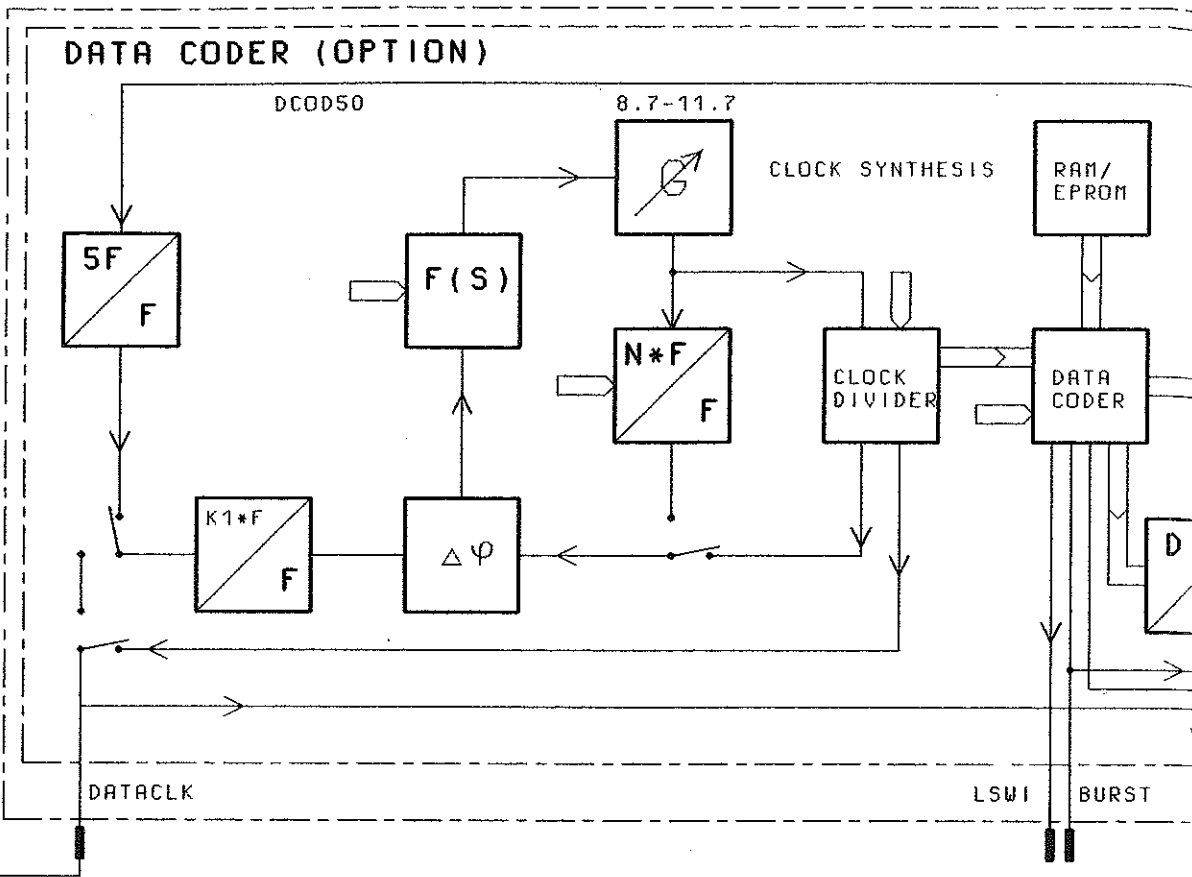 DATA CODER (OPTION)
DCOD50
8.7-11.7
G
CLOCK SYNTHESIS
RAM/
EPROM
5F
F
F(S)
N*F
F
CLOCK
DIVIDER
DATA
CODER
K1*F
F
△φ
D
DATACLK
LSWI
BURST